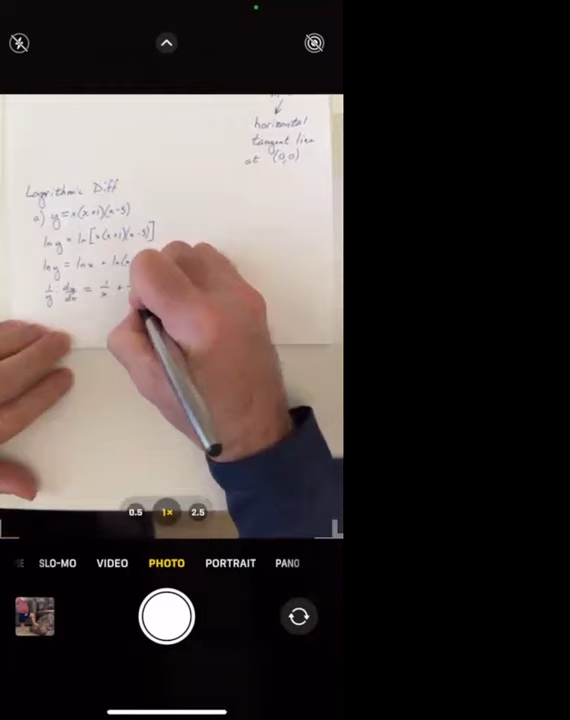 horizontal
tangent line
at (0,0)
Logrithmic Diff
a) y = x(x+1)(x-3)
ln y = ln[x(x+1)(x-3)]
ln y = ln x + ln(x
1/y dy/dx = 1/x +
0.5 1× 2.5
SLO-MO VIDEO PHOTO PORTRAIT PANO